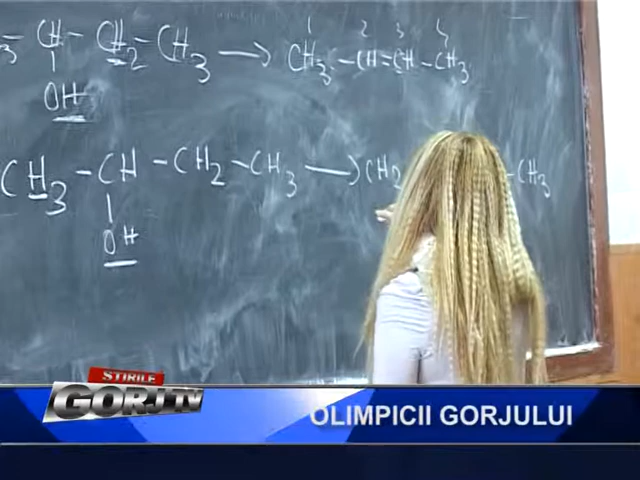 1 2 3 4
3 – CH – CH2 – CH3 → CH3 – CH = CH – CH3
OH
CH3 – CH – CH2 – CH3 → CH2 – CH3
OH
STIRILE
GORJ TV
OLIMPICII GORJULUI